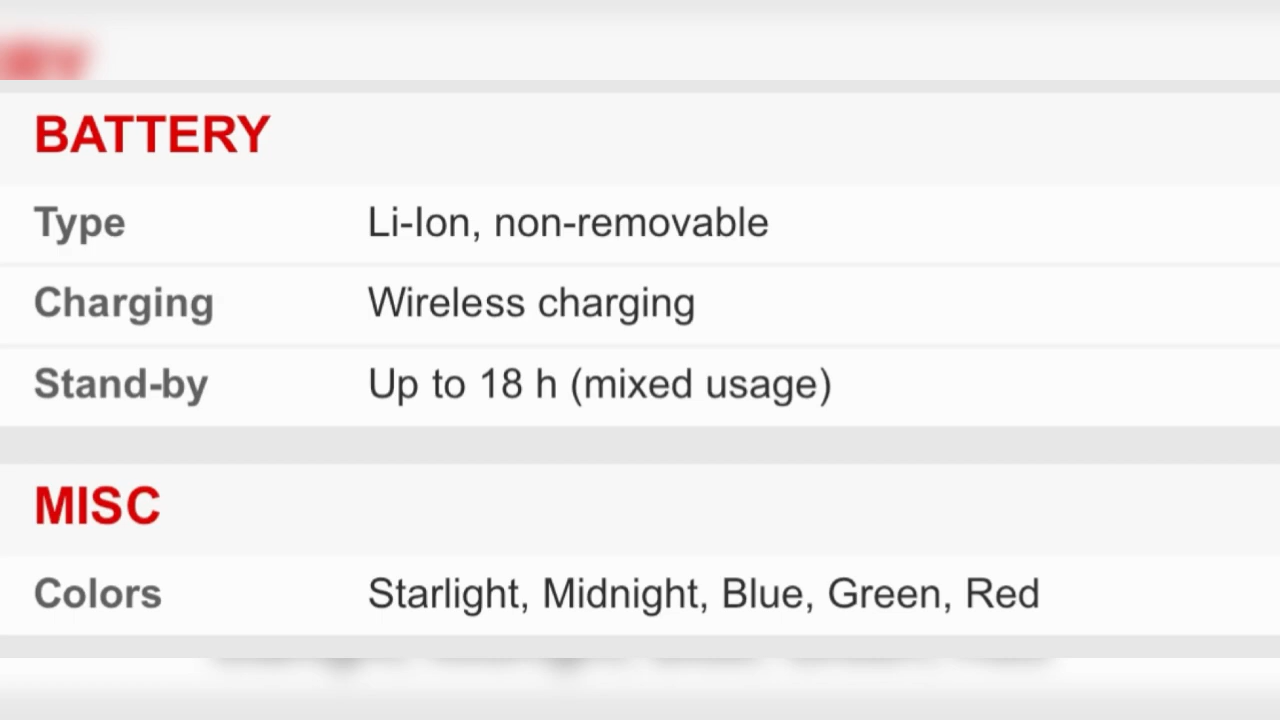 BATTERY
Type Li-Ion, non-removable
Charging Wireless charging
Stand-by Up to 18 h (mixed usage)
MISC
Colors Starlight, Midnight, Blue, Green, Red